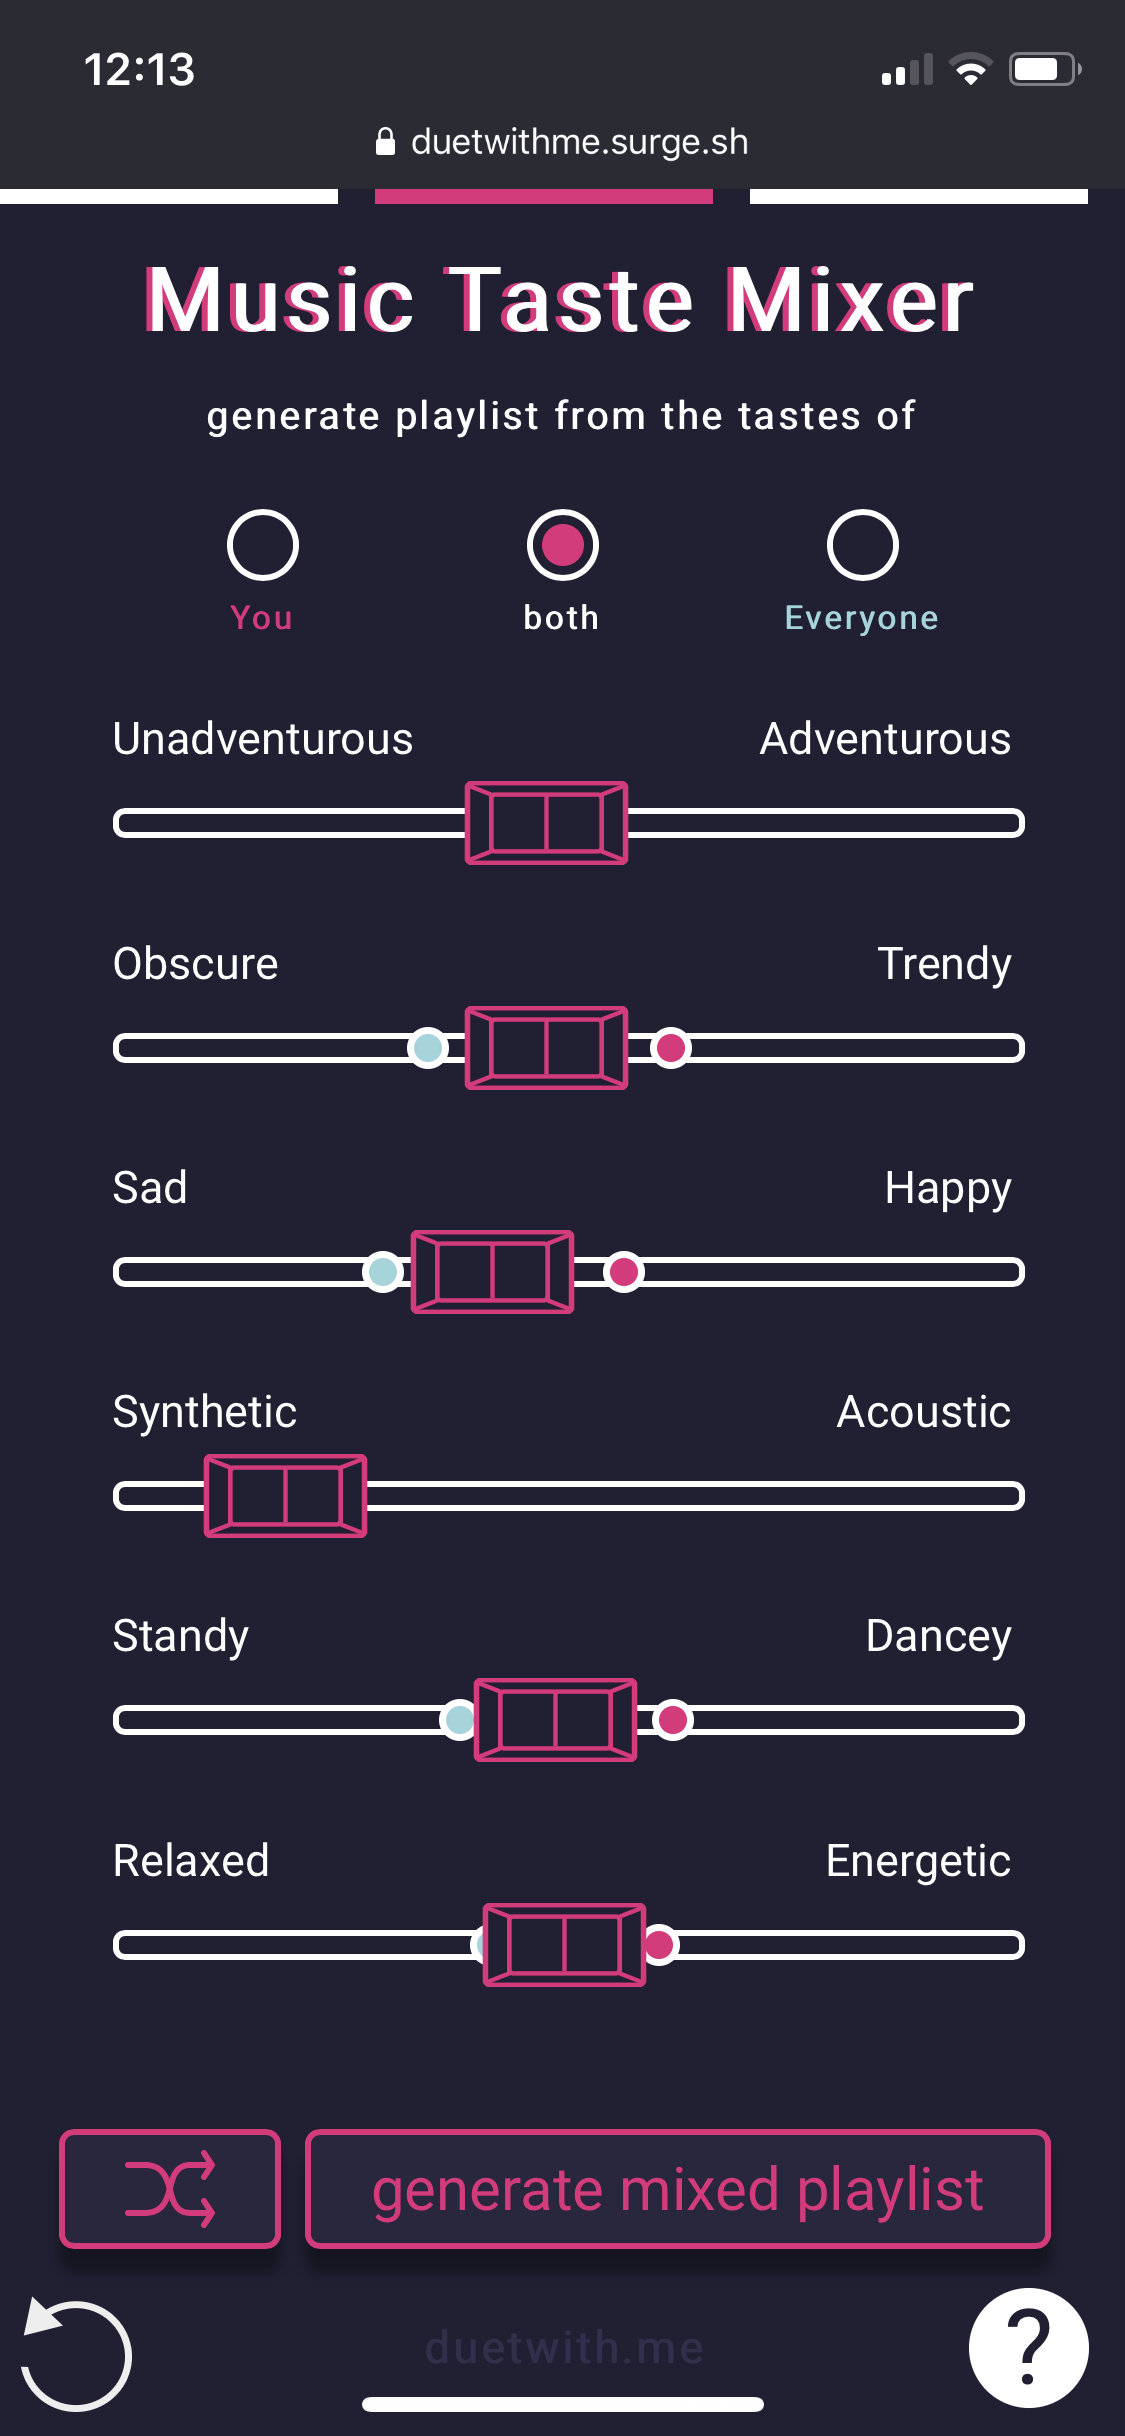 12:13
duetwithme.surge.sh
Music Taste Mixer
generate playlist from the tastes of
You both Everyone
Unadventurous Adventurous
Obscure Trendy
Sad Happy
Synthetic Acoustic
Standy Dancey
Relaxed Energetic
generate mixed playlist
duetwith.me
?